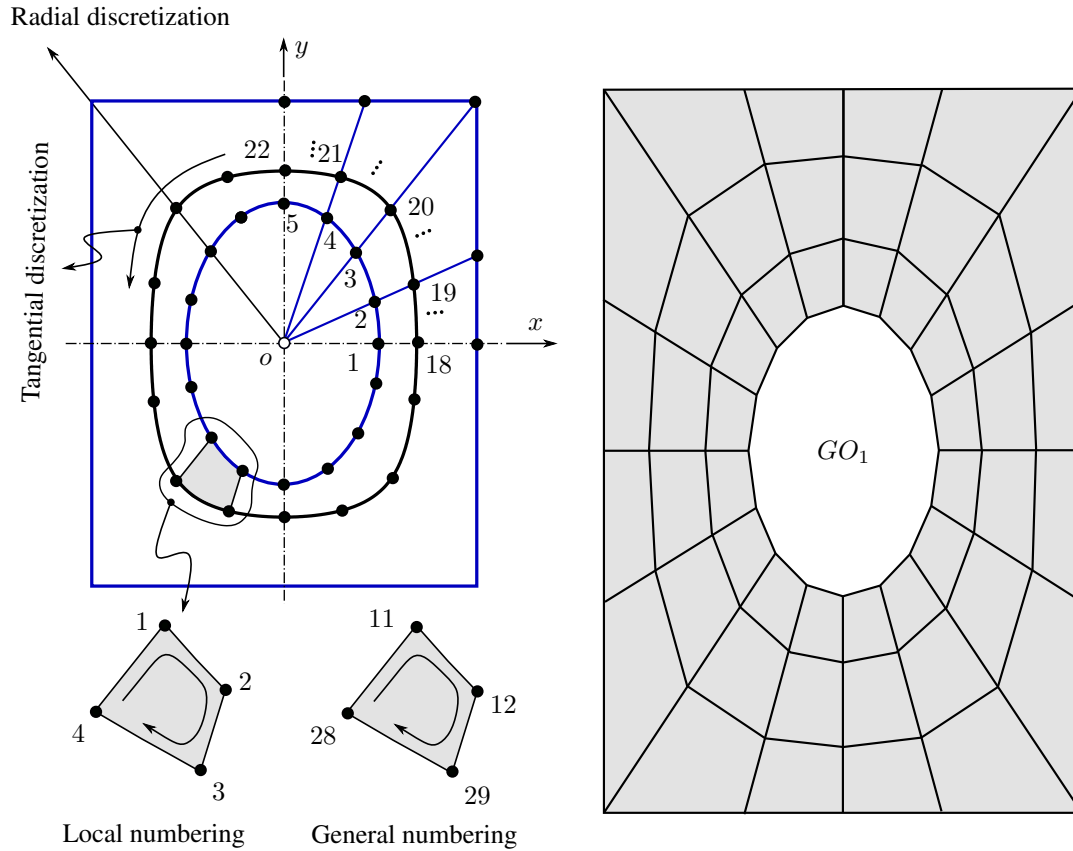 Radial discretization
y
22
21
Tangential discretization
20
5
4
3
19
2
x
o
1
18
GO₁
1
11
2
12
4
28
3
29
Local numbering
General numbering